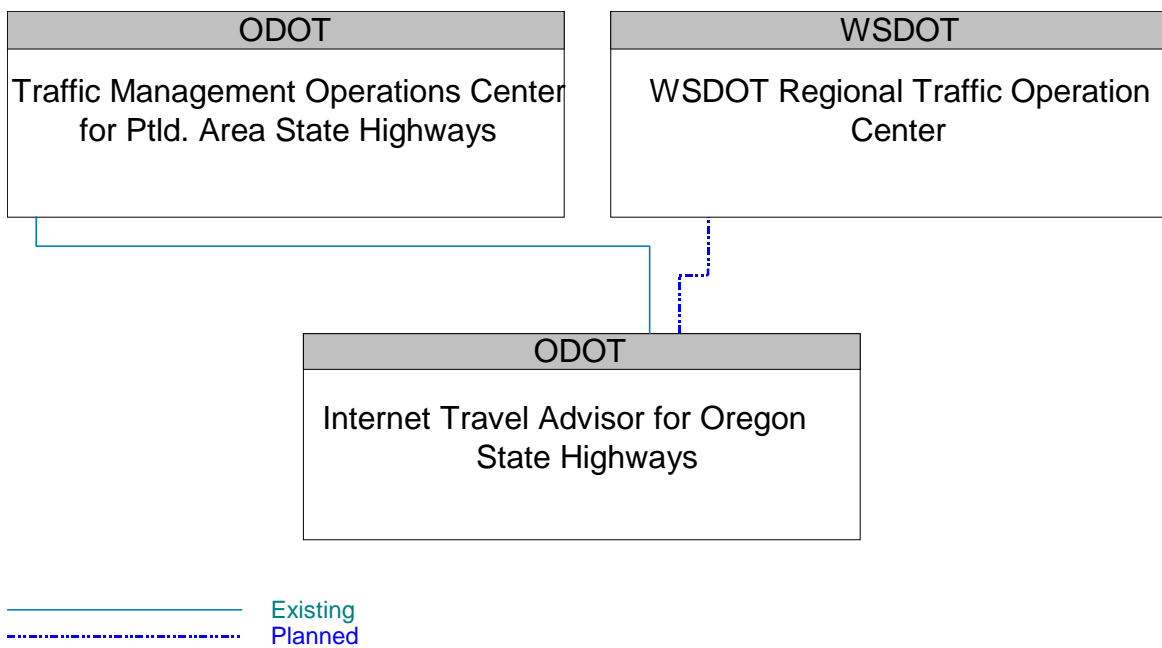 ODOT
Traffic Management Operations Center
for Ptld. Area State Highways
WSDOT
WSDOT Regional Traffic Operation
Center
ODOT
Internet Travel Advisor for Oregon
State Highways
Existing
Planned